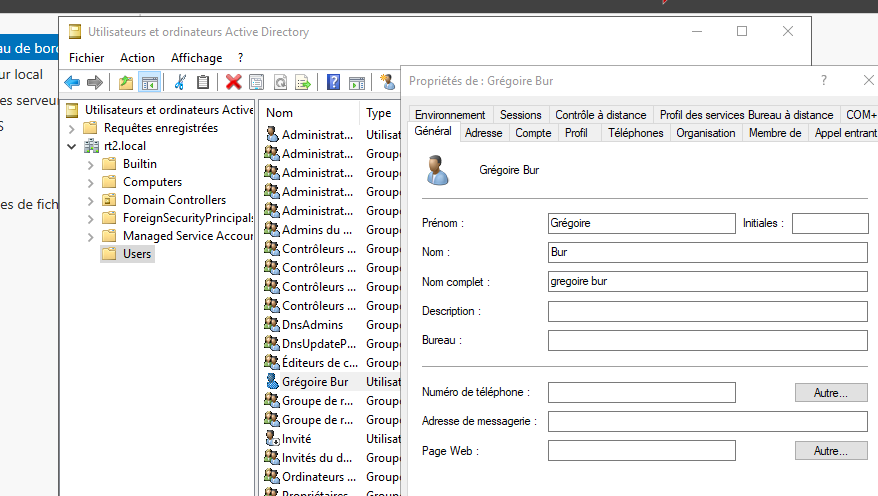 Utilisateurs et ordinateurs Active Directory
Fichier Action Affichage ?
au de bord
ur local
es serveur
S
es de fich
Utilisateurs et ordinateurs Active
Requêtes enregistrées
rt2.local
Builtin
Computers
Domain Controllers
ForeignSecurityPrincipals
Managed Service Accour
Users
Nom Type
Administrat... Utilisat
Administrat... Groupe
Administrat... Groupe
Administrat... Groupe
Administrat... Groupe
Admins du ... Groupe
Contrôleurs ... Groupe
Contrôleurs ... Groupe
Contrôleurs ... Groupe
Contrôleurs ... Groupe
DnsAdmins Groupe
DnsUpdateP... Groupe
Éditeurs de c... Groupe
Grégoire Bur Utilisat
Groupe de r... Groupe
Groupe de r... Groupe
Invité Utilisat
Invités du d... Groupe
Ordinateurs ... Groupe
Propriétaires Groupe
Propriétés de : Grégoire Bur ?
Environnement Sessions Contrôle à distance Profil des services Bureau à distance COM+
Général Adresse Compte Profil Téléphones Organisation Membre de Appel entrant
Grégoire Bur
Prénom : Grégoire Initiales :
Nom : Bur
Nom complet : gregoire bur
Description :
Bureau :
Numéro de téléphone : Autre...
Adresse de messagerie :
Page Web : Autre...